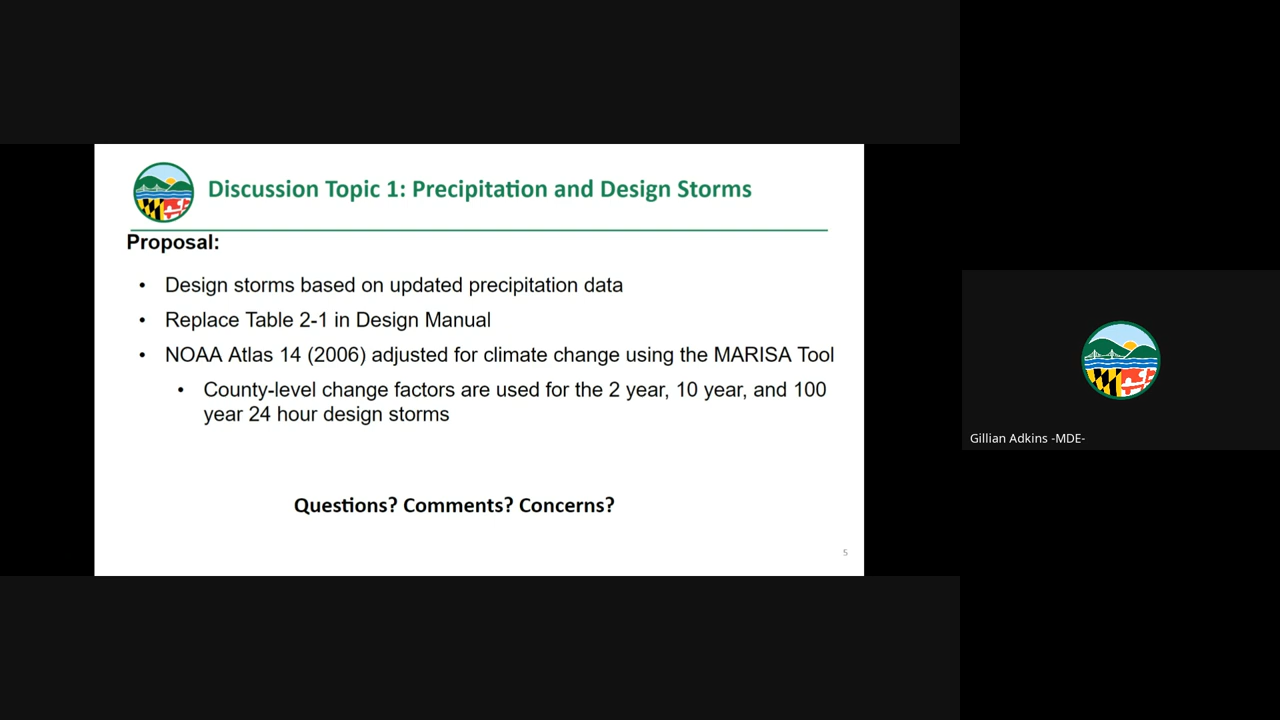 Discussion Topic 1: Precipitation and Design Storms
Proposal:
• Design storms based on updated precipitation data
• Replace Table 2-1 in Design Manual
• NOAA Atlas 14 (2006) adjusted for climate change using the MARISA Tool
• County-level change factors are used for the 2 year, 10 year, and 100
year 24 hour design storms
Questions? Comments? Concerns?
5
Gillian Adkins -MDE-